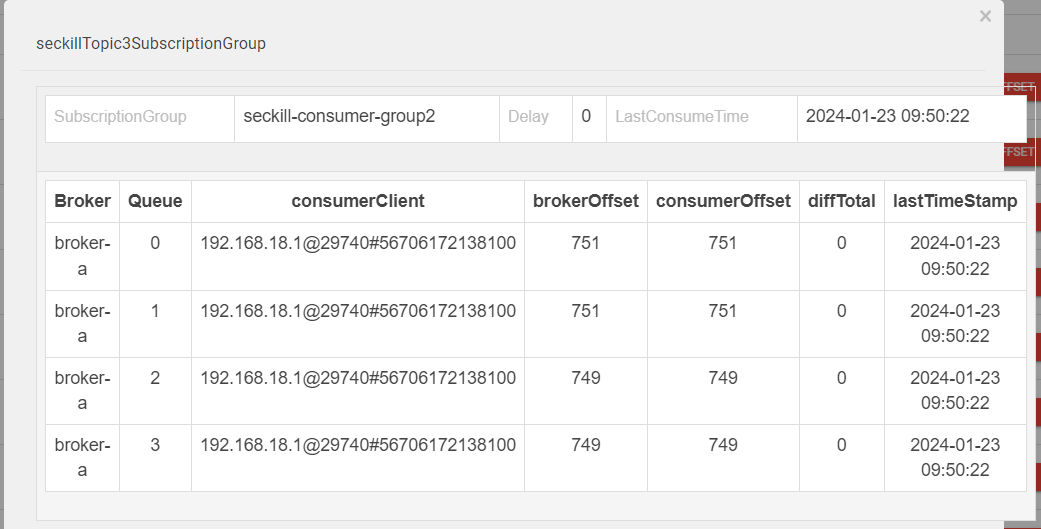 ×
seckillTopic3SubscriptionGroup
FFSET
SubscriptionGroup seckill-consumer-group2 Delay 0 LastConsumeTime 2024-01-23 09:50:22
FFSET
Broker Queue consumerClient brokerOffset consumerOffset diffTotal lastTimeStamp
broker-a 0 192.168.18.1@29740#56706172138100 751 751 0 2024-01-23 09:50:22
broker-a 1 192.168.18.1@29740#56706172138100 751 751 0 2024-01-23 09:50:22
broker-a 2 192.168.18.1@29740#56706172138100 749 749 0 2024-01-23 09:50:22
broker-a 3 192.168.18.1@29740#56706172138100 749 749 0 2024-01-23 09:50:22